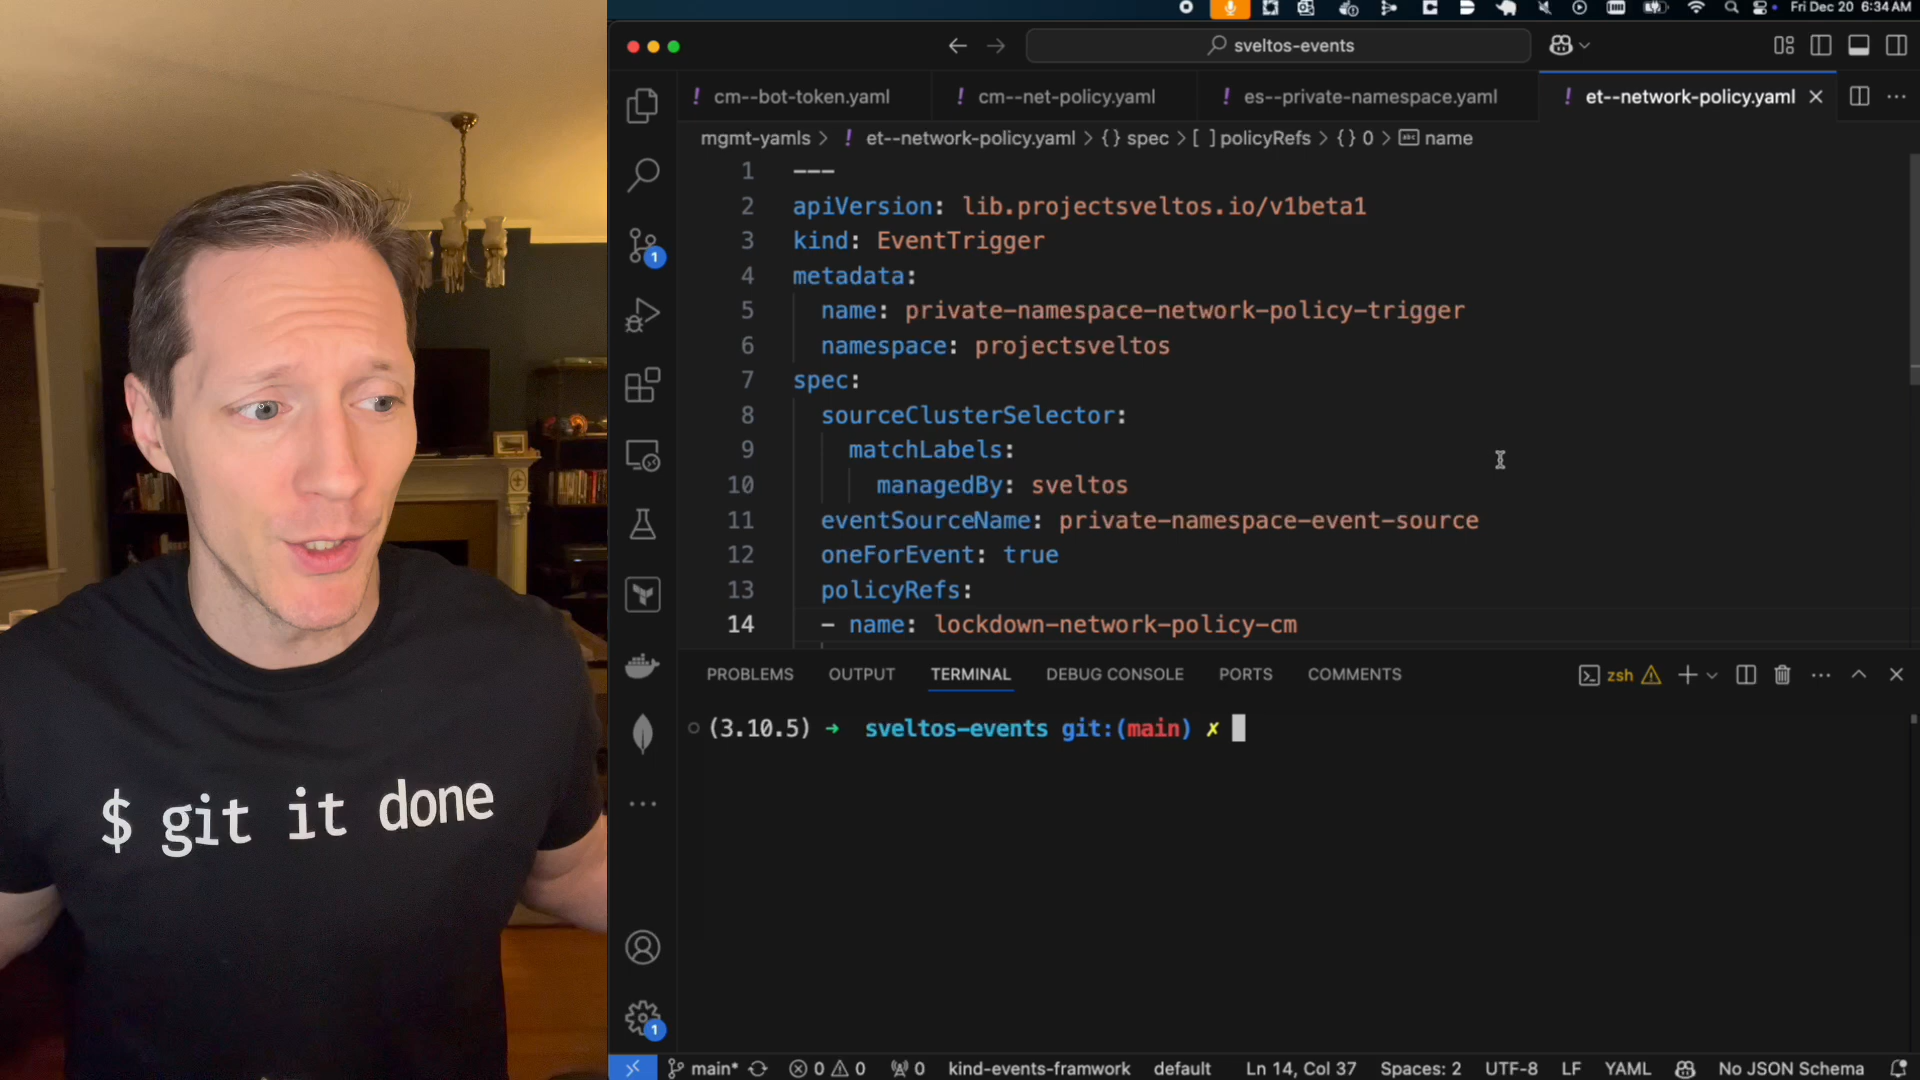 Fri Dec 20 6:34 AM
sveltos-events
! cm--bot-token.yaml
! cm--net-policy.yaml
! es--private-namespace.yaml
! et--network-policy.yaml
mgmt-yamls > ! et--network-policy.yaml > {} spec > [ ] policyRefs > {} 0 > abc name
1 ---
2 apiVersion: lib.projectsveltos.io/v1beta1
3 kind: EventTrigger
4 metadata:
5 name: private-namespace-network-policy-trigger
6 namespace: projectsveltos
7 spec:
8 sourceClusterSelector:
9 matchLabels:
10 managedBy: sveltos
11 eventSourceName: private-namespace-event-source
12 oneForEvent: true
13 policyRefs:
14 - name: lockdown-network-policy-cm
1
1
PROBLEMS OUTPUT TERMINAL DEBUG CONSOLE PORTS COMMENTS
zsh
(3.10.5) → sveltos-events git:(main) ✗
$ git it done
main* 0 0 0 kind-events-framwork default Ln 14, Col 37 Spaces: 2 UTF-8 LF YAML No JSON Schema